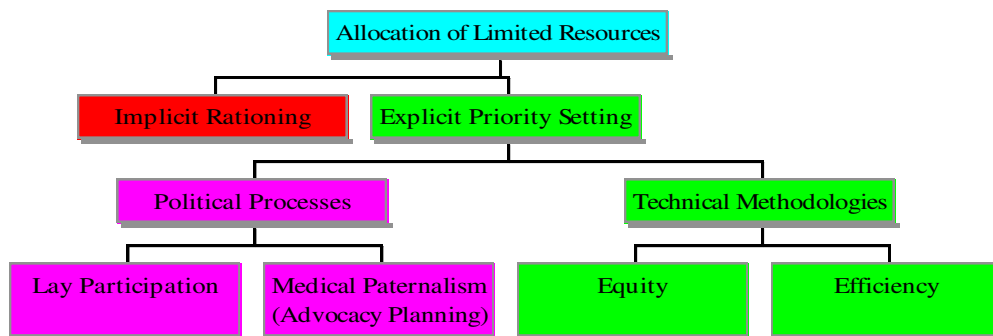 Allocation of Limited Resources
Implicit Rationing
Explicit Priority Setting
Political Processes
Technical Methodologies
Lay Participation
Medical Paternalism
(Advocacy Planning)
Equity
Efficiency